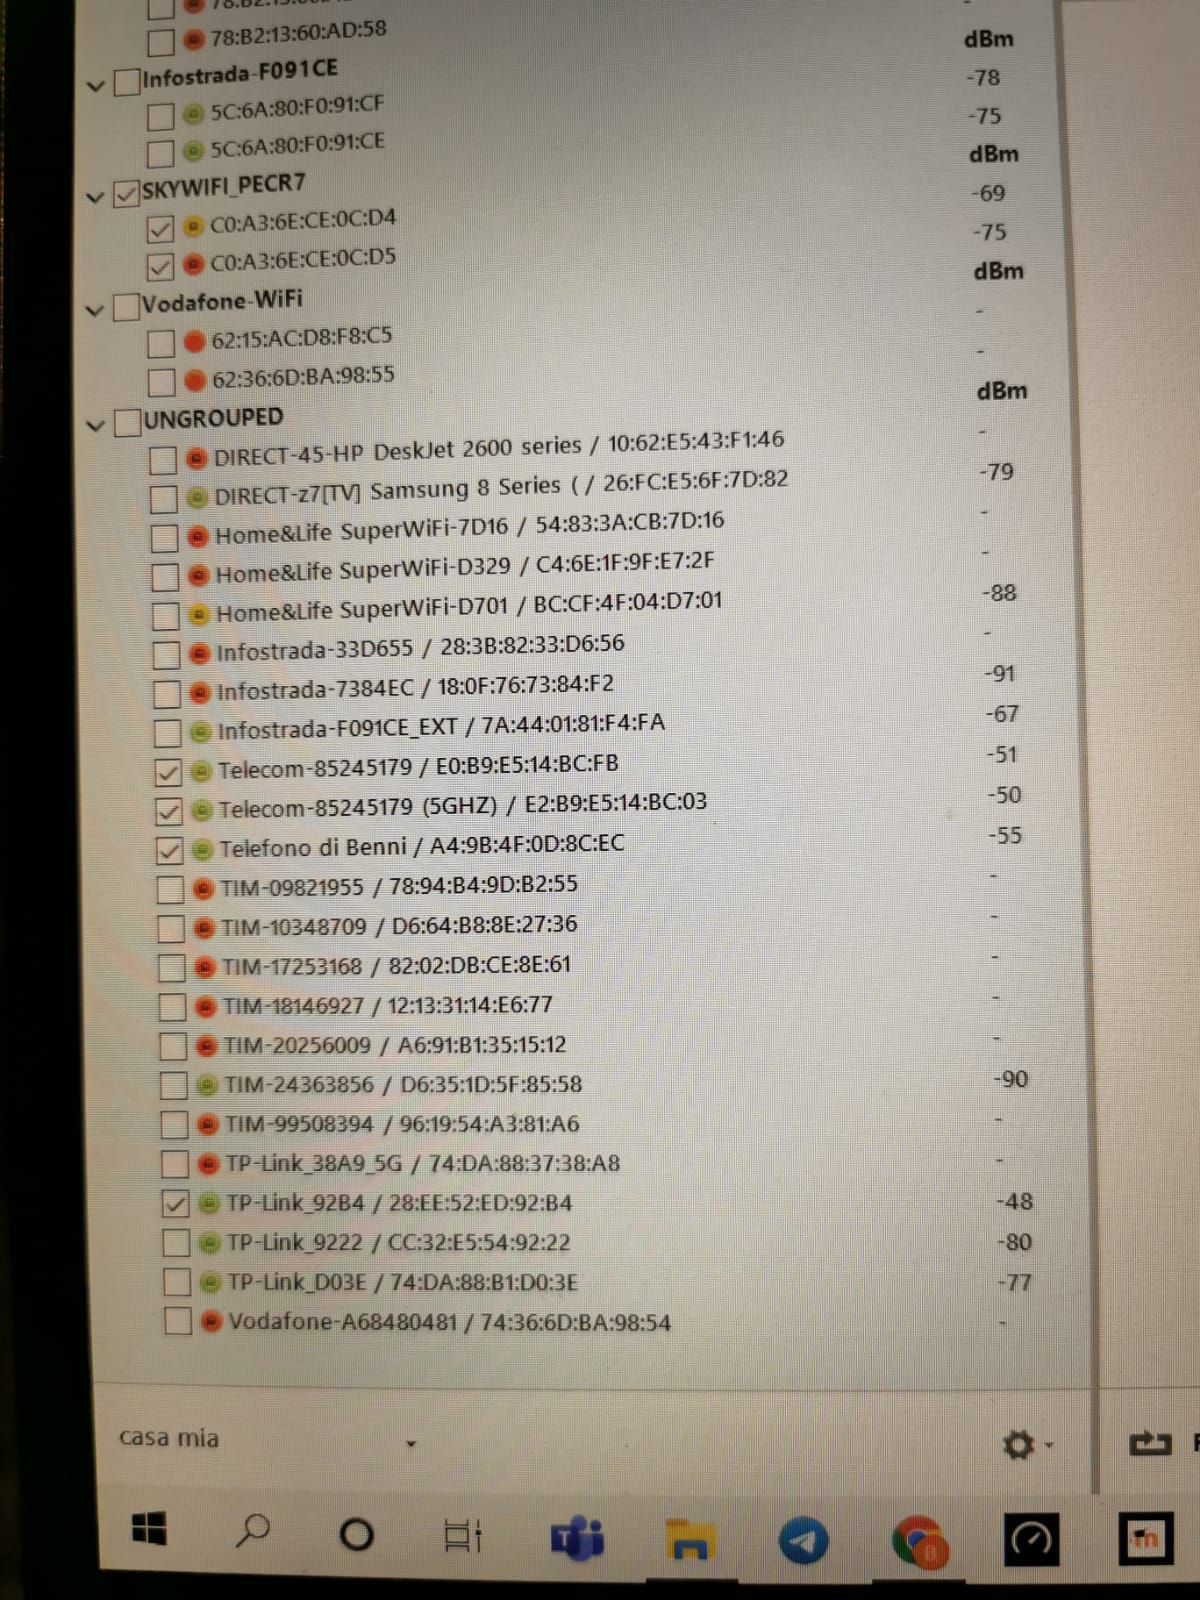 78:B2:13:60:AD:58
dBm
Infostrada-F091CE
-78
5C:6A:80:F0:91:CF
-75
5C:6A:80:F0:91:CE
dBm
SKYWIFI_PECR7
-69
C0:A3:6E:CE:0C:D4
-75
C0:A3:6E:CE:0C:D5
dBm
Vodafone-WiFi
-
62:15:AC:D8:F8:C5
-
62:36:6D:BA:98:55
dBm
UNGROUPED
-
DIRECT-45-HP DeskJet 2600 series / 10:62:E5:43:F1:46
-79
DIRECT-z7[TV] Samsung 8 Series ( / 26:FC:E5:6F:7D:82
-
Home&Life SuperWiFi-7D16 / 54:83:3A:CB:7D:16
-
Home&Life SuperWiFi-D329 / C4:6E:1F:9F:E7:2F
-88
Home&Life SuperWiFi-D701 / BC:CF:4F:04:D7:01
-
Infostrada-33D655 / 28:3B:82:33:D6:56
-91
Infostrada-7384EC / 18:0F:76:73:84:F2
-67
Infostrada-F091CE_EXT / 7A:44:01:81:F4:FA
-51
Telecom-85245179 / E0:B9:E5:14:BC:FB
-50
Telecom-85245179 (5GHZ) / E2:B9:E5:14:BC:03
-55
Telefono di Benni / A4:9B:4F:0D:8C:EC
-
TIM-09821955 / 78:94:B4:9D:B2:55
-
TIM-10348709 / D6:64:B8:8E:27:36
-
TIM-17253168 / 82:02:DB:CE:8E:61
-
TIM-18146927 / 12:13:31:14:E6:77
-
TIM-20256009 / A6:91:B1:35:15:12
-90
TIM-24363856 / D6:35:1D:5F:85:58
-
TIM-99508394 / 96:19:54:A3:81:A6
-
TP-Link_38A9_5G / 74:DA:88:37:38:A8
TP-Link_92B4 / 28:EE:52:ED:92:B4 -48
TP-Link_9222 / CC:32:E5:54:92:22 -80
TP-Link_D03E / 74:DA:88:B1:D0:3E -77
Vodafone-A68480481 / 74:36:6D:BA:98:54 -
casa mia
T
B
m